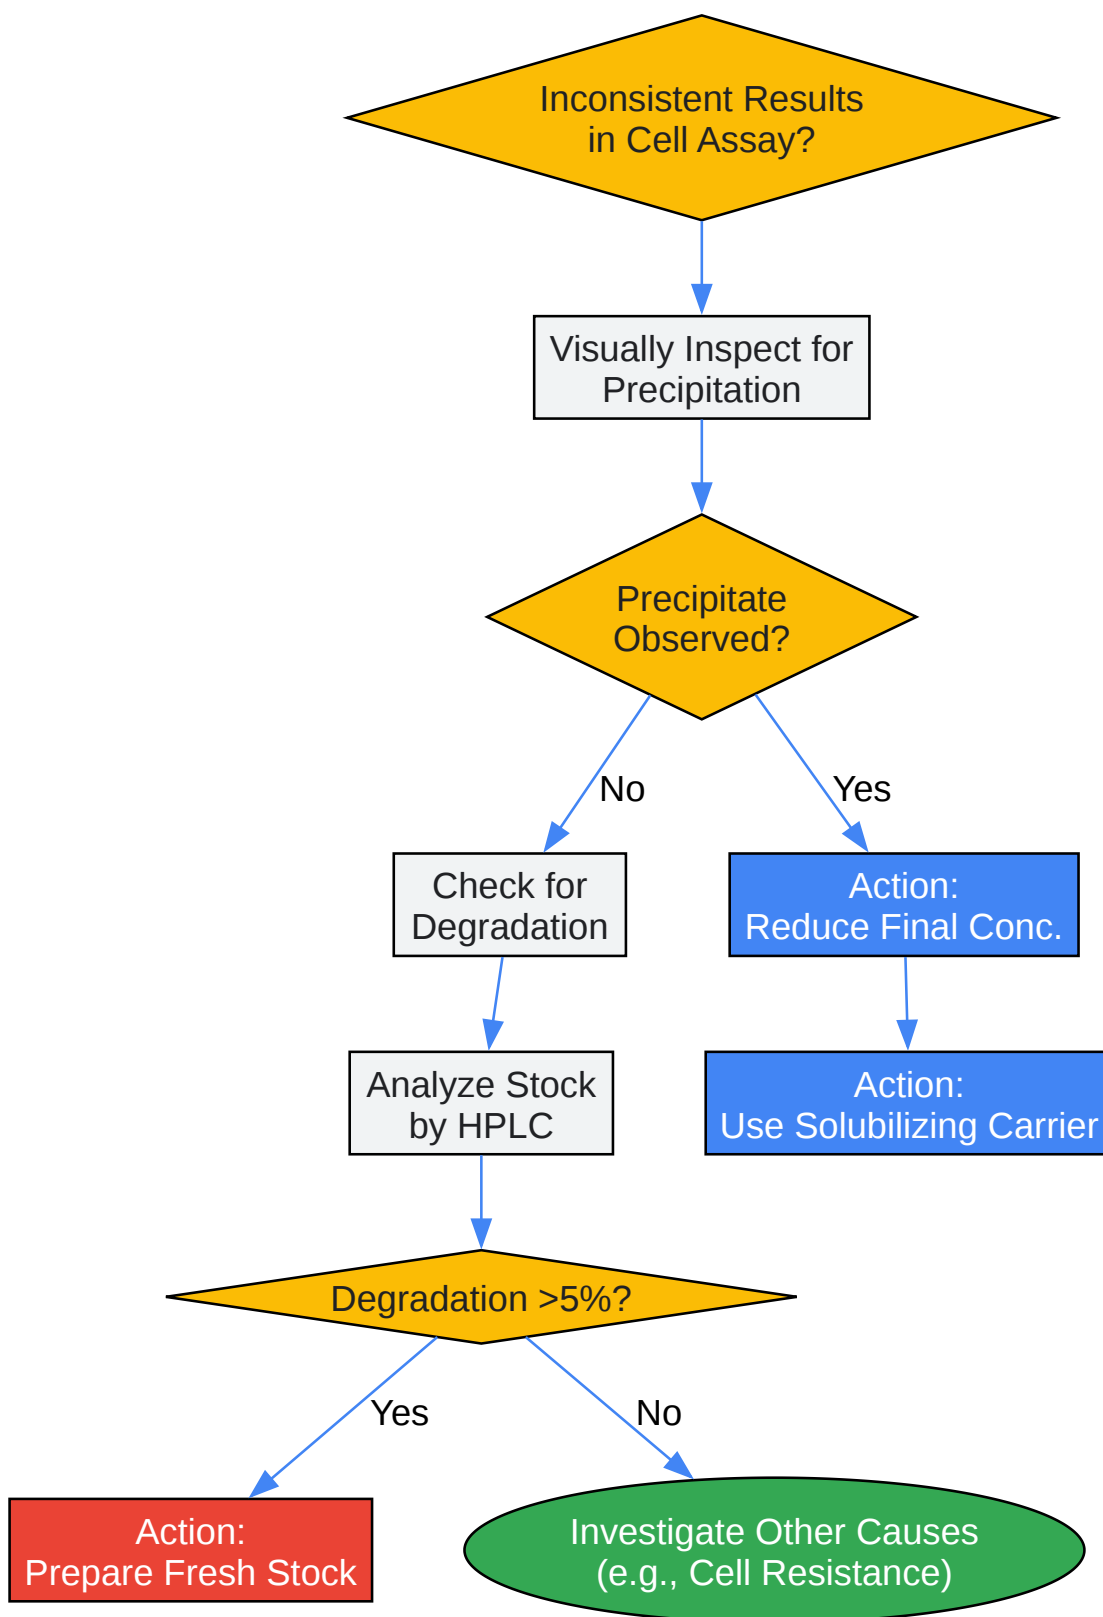 Inconsistent Results
in Cell Assay?
Visually Inspect for
Precipitation
Precipitate
Observed?
No
Yes
Check for
Degradation
Action:
Reduce Final Conc.
Analyze Stock
by HPLC
Action:
Use Solubilizing Carrier
Degradation >5%?
Yes
No
Action:
Prepare Fresh Stock
Investigate Other Causes
(e.g., Cell Resistance)